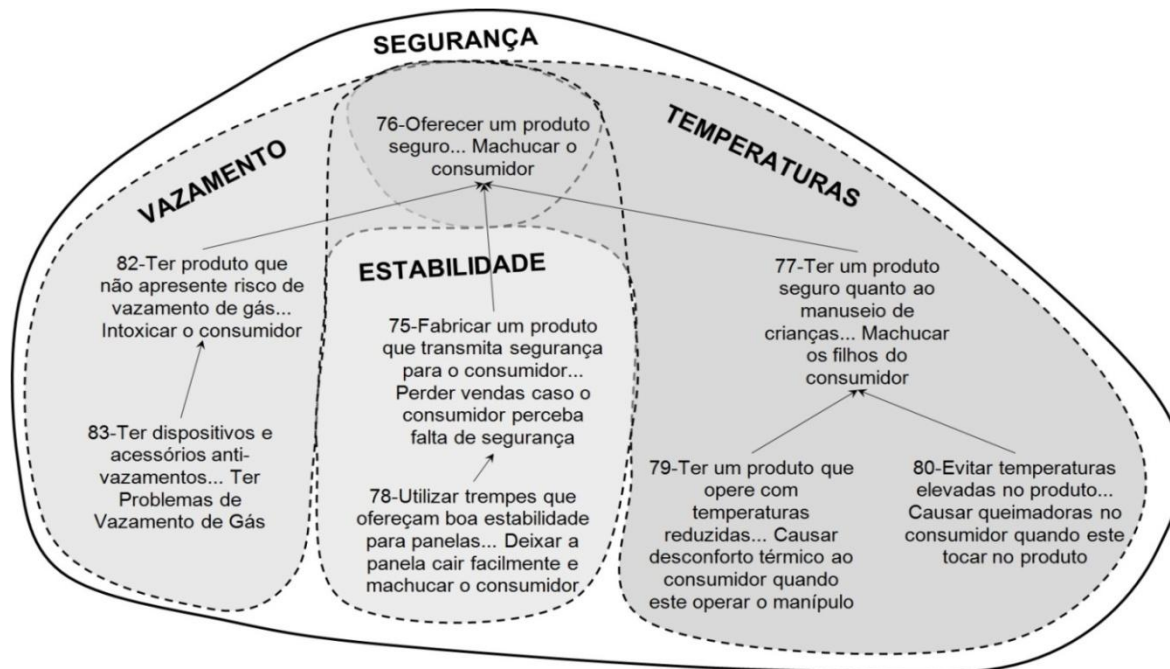 SEGURANÇA
VAZAMENTO
TEMPERATURAS
76-Oferecer um produto
seguro... Machucar o
consumidor
82-Ter produto que
não apresente risco de
vazamento de gás...
Intoxicar o consumidor
ESTABILIDADE
77-Ter um produto
seguro quanto ao
manuseio de
crianças... Machucar
os filhos do
consumidor
75-Fabricar um produto
que transmita segurança
para o consumidor...
Perder vendas caso o
consumidor perceba
falta de segurança
83-Ter dispositivos e
acessórios anti-
vazamentos... Ter
Problemas de
Vazamento de Gás
78-Utilizar trempes que
ofereçam boa estabilidade
para panelas... Deixar a
panela cair facilmente e
machucar o consumidor
79-Ter um produto que
opere com
temperaturas
reduzidas... Causar
desconforto térmico ao
consumidor quando
este operar o manípulo
80-Evitar temperaturas
elevadas no produto...
Causar queimadoras no
consumidor quando este
tocar no produto